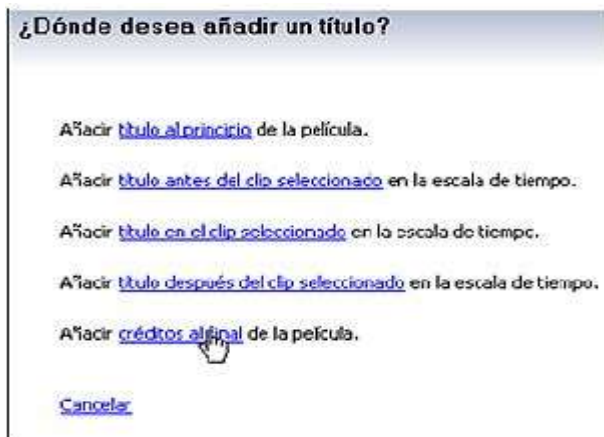 ¿Dónde desea añadir un título?
Añadir título al principio de la película.
Añadir título antes del clip seleccionado en la escala de tiempo.
Añadir título en el clip seleccionado en la escala de tiempo.
Añadir título después del clip seleccionado en la escala de tiempo.
Añadir créditos al final de la película.
Cancelar